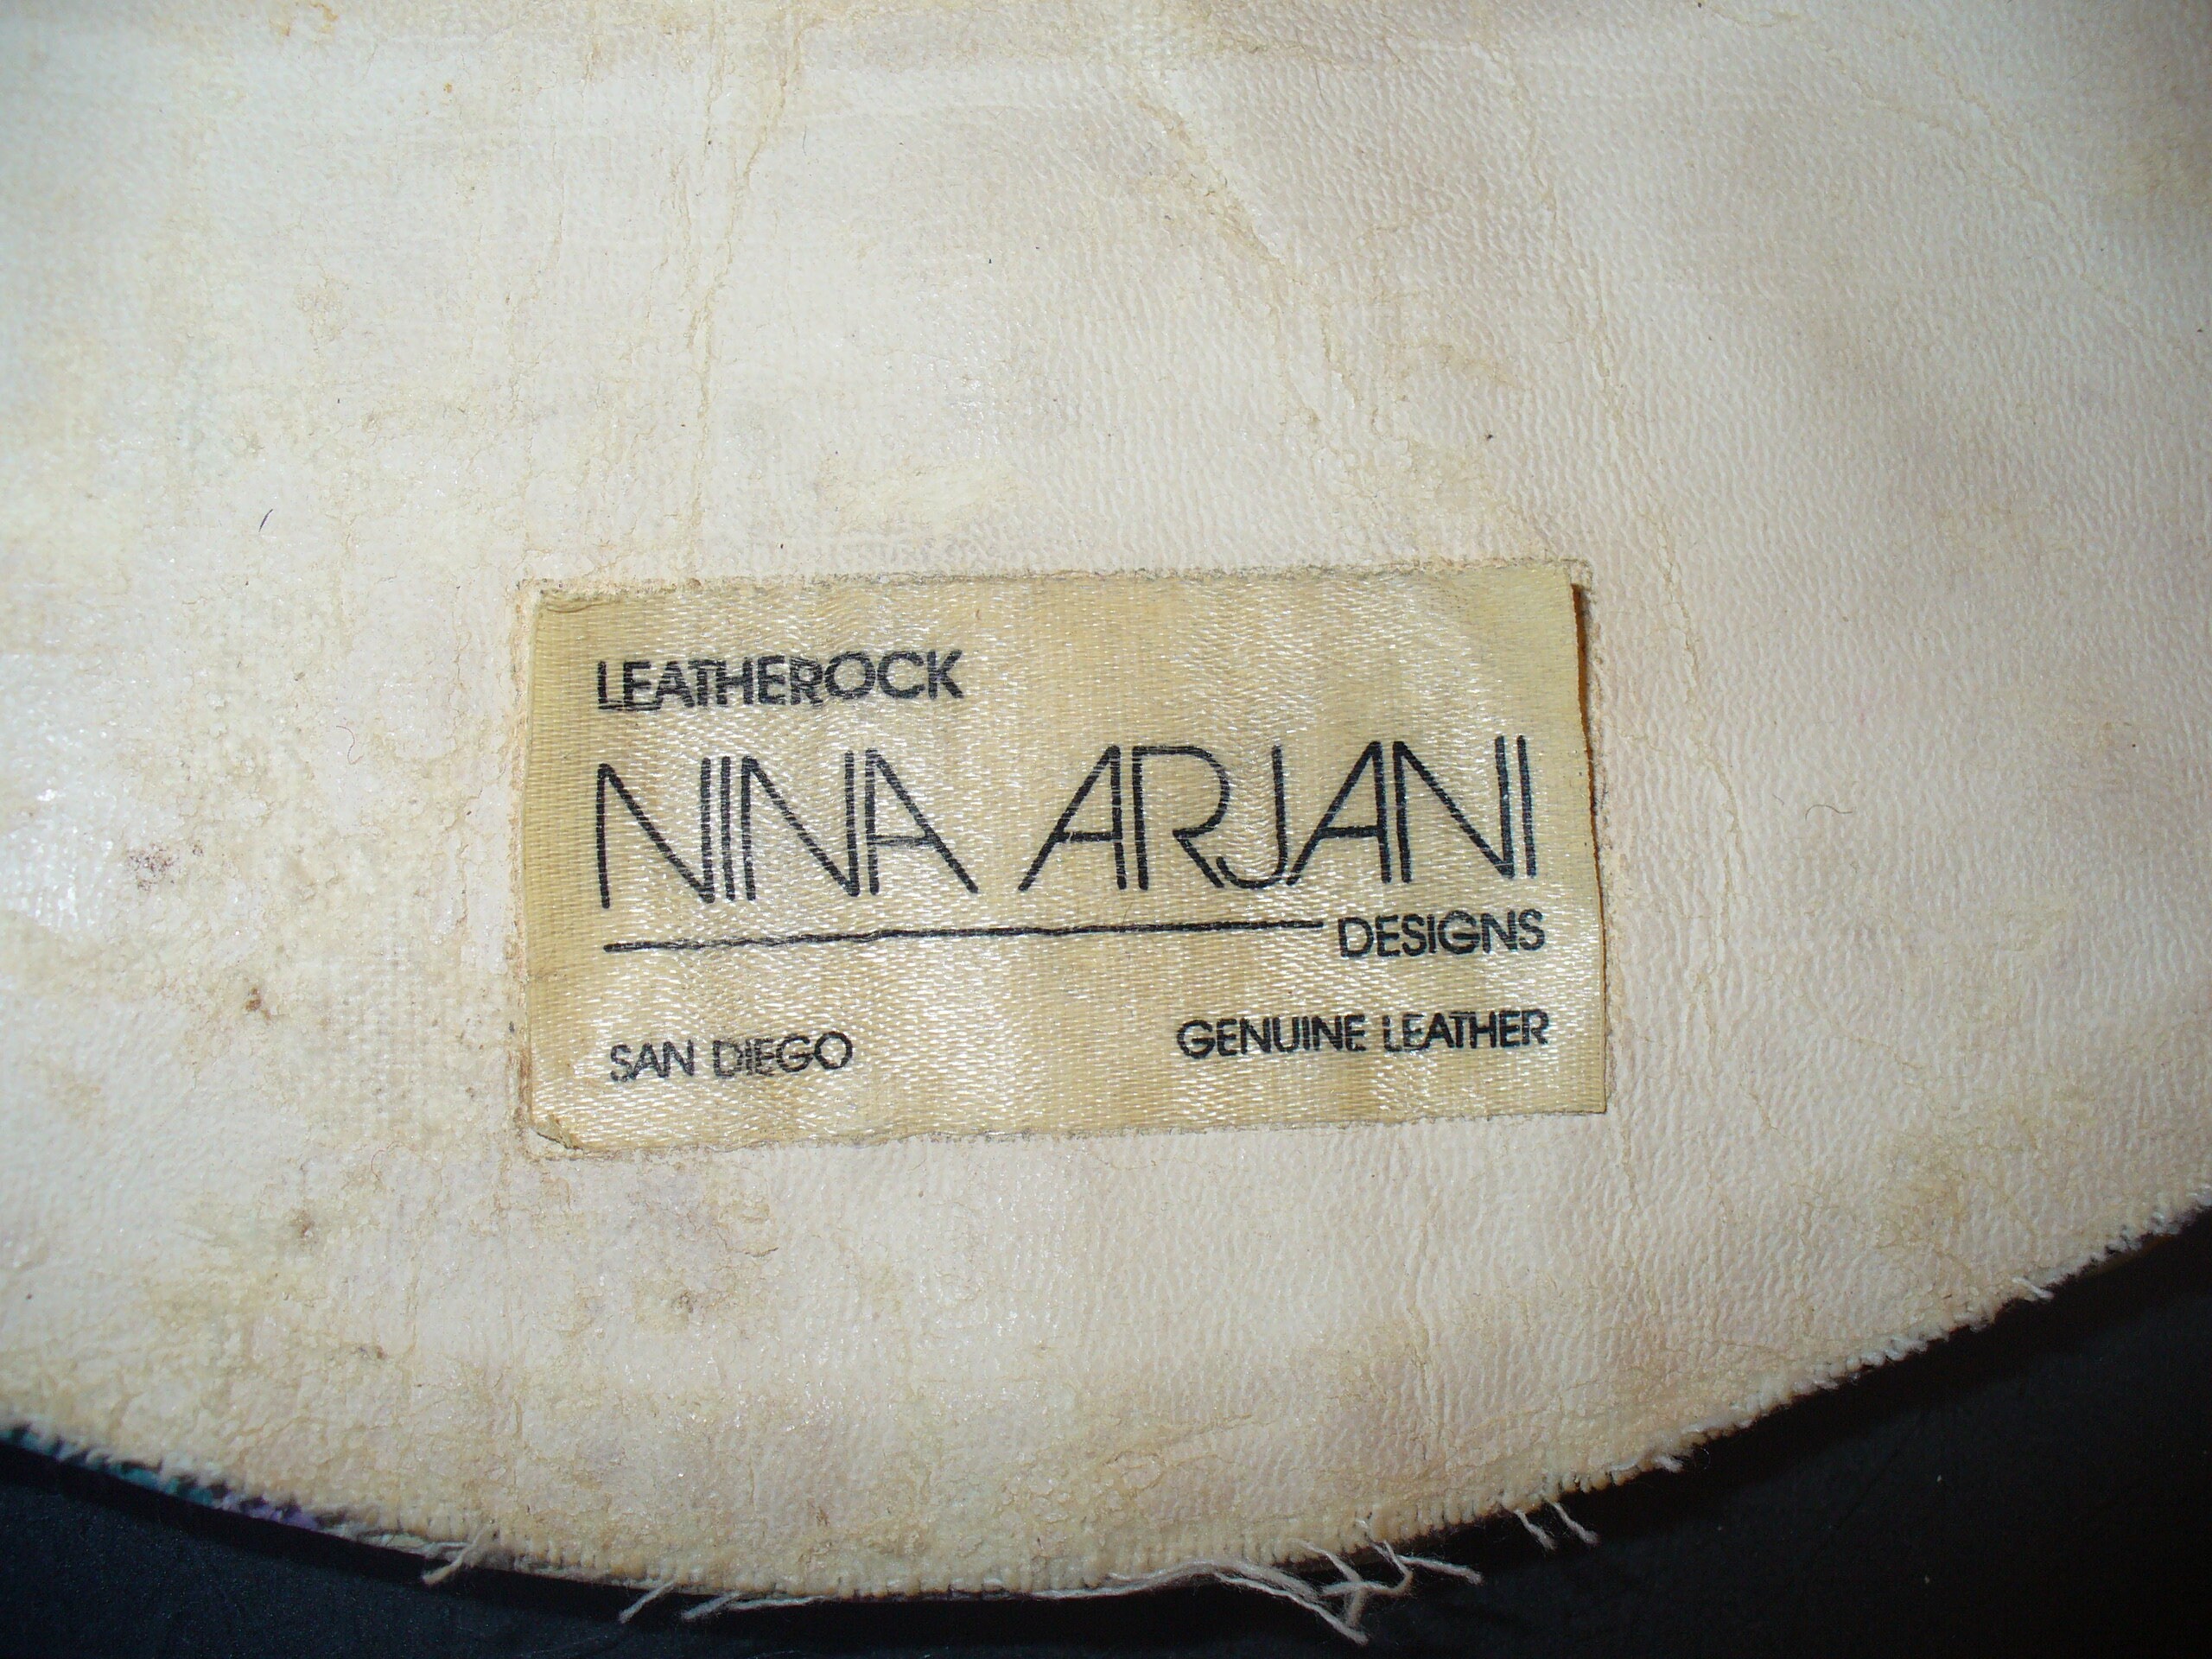 LEATHEROCK
NINA ARJANI
DESIGNS
SAN DIEGO GENUINE LEATHER